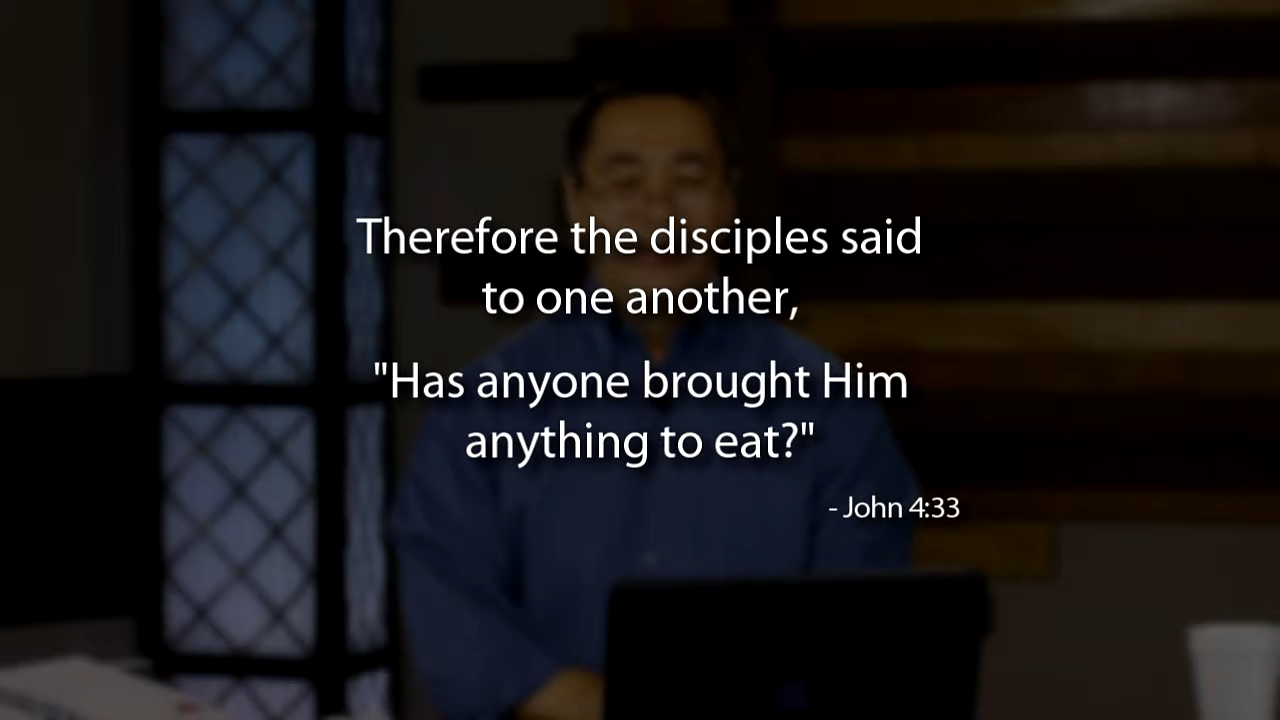 Therefore the disciples said
to one another,
"Has anyone brought Him
anything to eat?"
- John 4:33